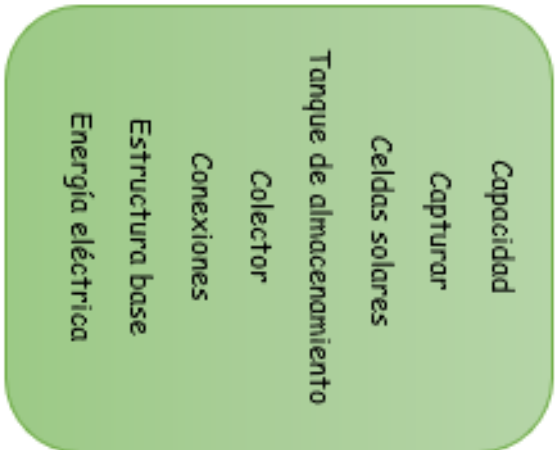 Capacidad
Capturar
Celdas solares
Tanque de almacenamiento
Colector
Conexiones
Estructura base
Energía eléctrica